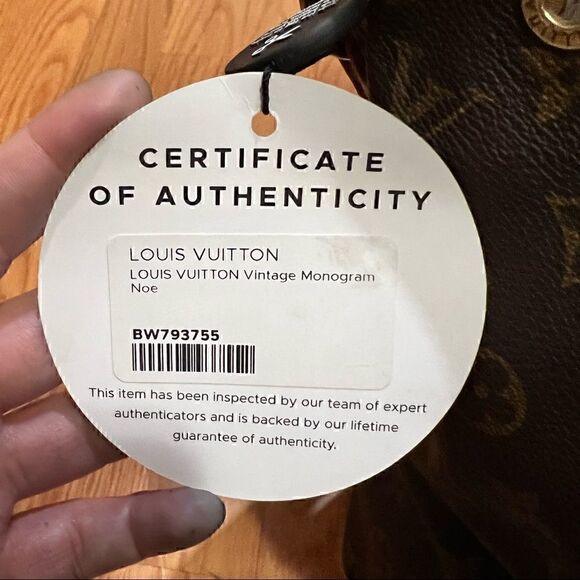 CERTIFICATE
OF AUTHENTICITY
LOUIS VUITTON
LOUIS VUITTON Vintage Monogram
Noe
BW793755
This item has been inspected by our team of expert
authenticators and is backed by our lifetime
guarantee of authenticity.